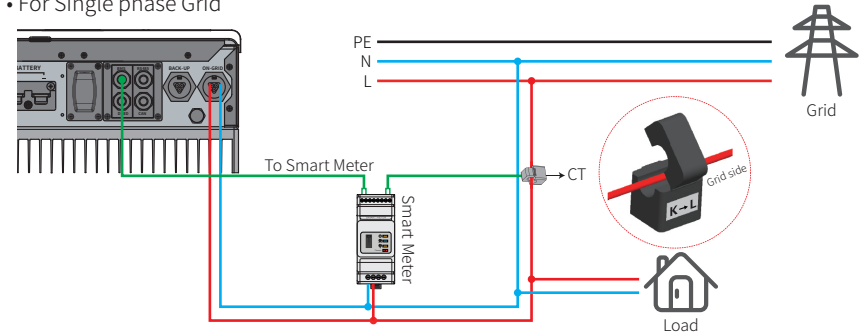 • For Single phase Grid
BATTERY
BACK-UP
ON-GRID
PE
N
L
Grid
To Smart Meter
CT
Grid side
K→L
Smart Meter
Load